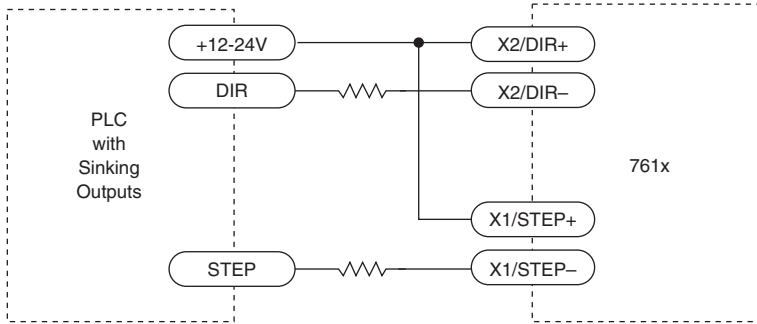 +12-24V
X2/DIR+
DIR
X2/DIR–
PLC
with
Sinking
Outputs
761x
X1/STEP+
STEP
X1/STEP–